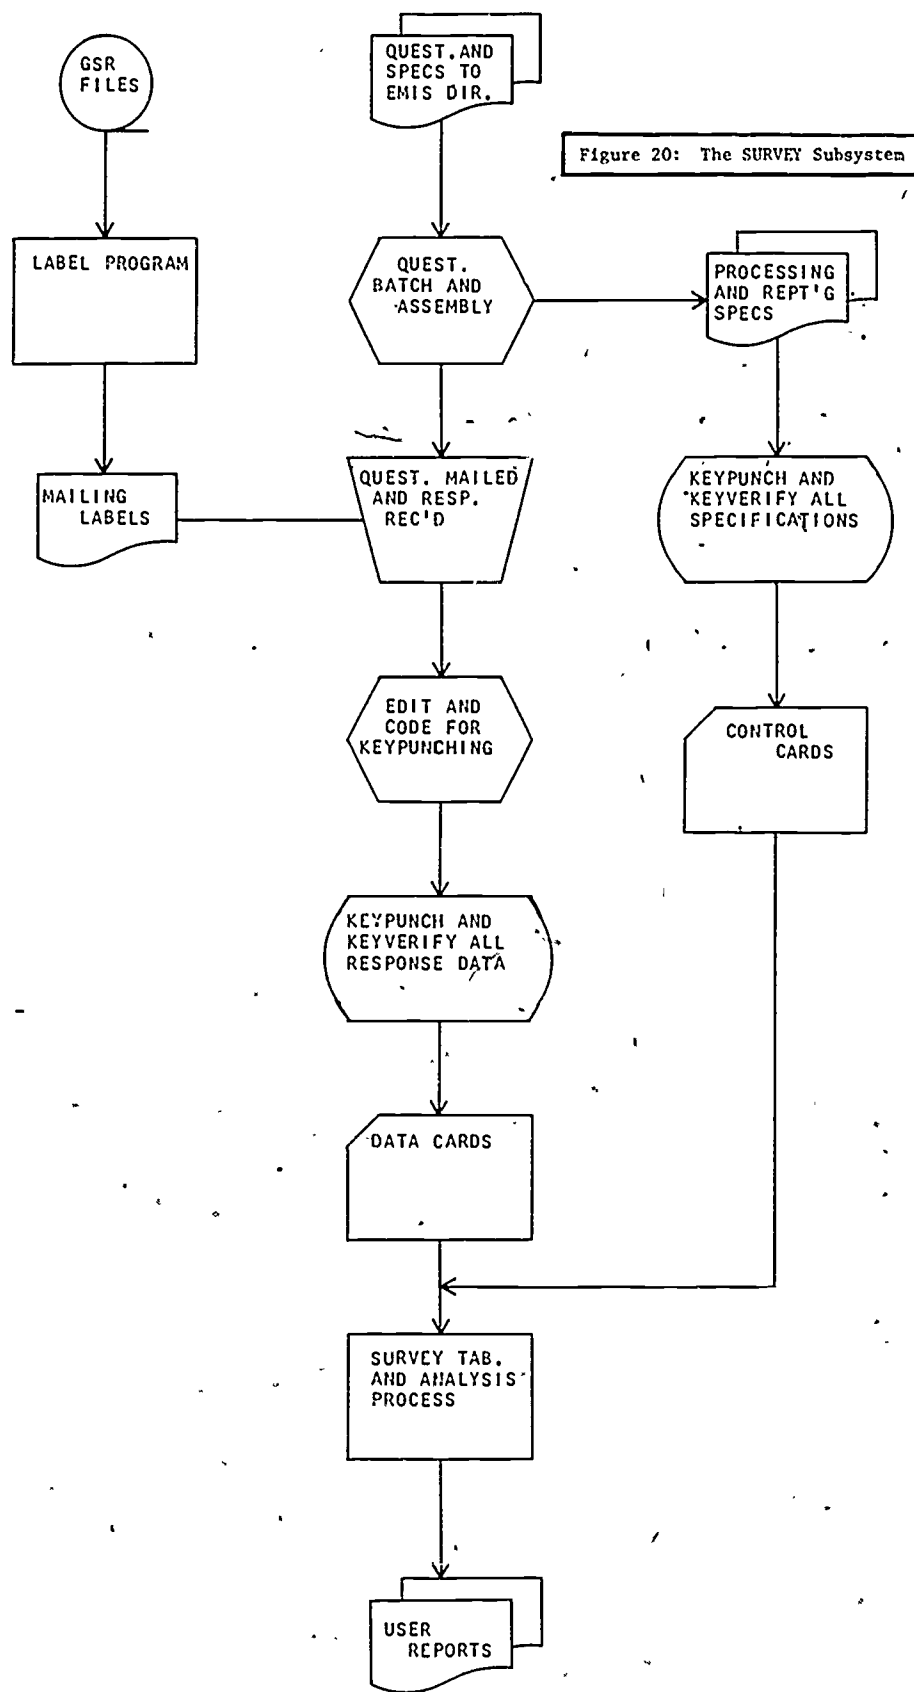 GSR
FILES
QUEST.AND
SPECS TO
EMIS DIR.
Figure 20: The SURVEY Subsystem
LABEL PROGRAM
QUEST.
BATCH AND
ASSEMBLY
PROCESSING
AND REPT'G
SPECS
MAILING
LABELS
QUEST. MAILED
AND RESP.
REC'D
KEYPUNCH AND
KEYVERIFY ALL
SPECIFICATIONS
EDIT AND
CODE FOR
KEYPUNCHING
CONTROL
CARDS
KEYPUNCH AND
KEYVERIFY ALL
RESPONSE DATA
DATA CARDS
SURVEY TAB.
AND ANALYSIS
PROCESS
USER
REPORTS